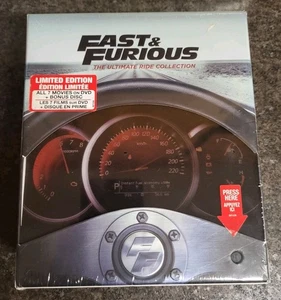 FAST &
FURIOUS
THE ULTIMATE RIDE COLLECTION
LIMITED EDITION
ÉDITION LIMITÉE
ALL 7 MOVIES ON DVD
+ BONUS DISC
LES 7 FILMS SUR DVD
+ DISQUE EN PRIME
PRESS
HERE
APPUYEZ
ICI